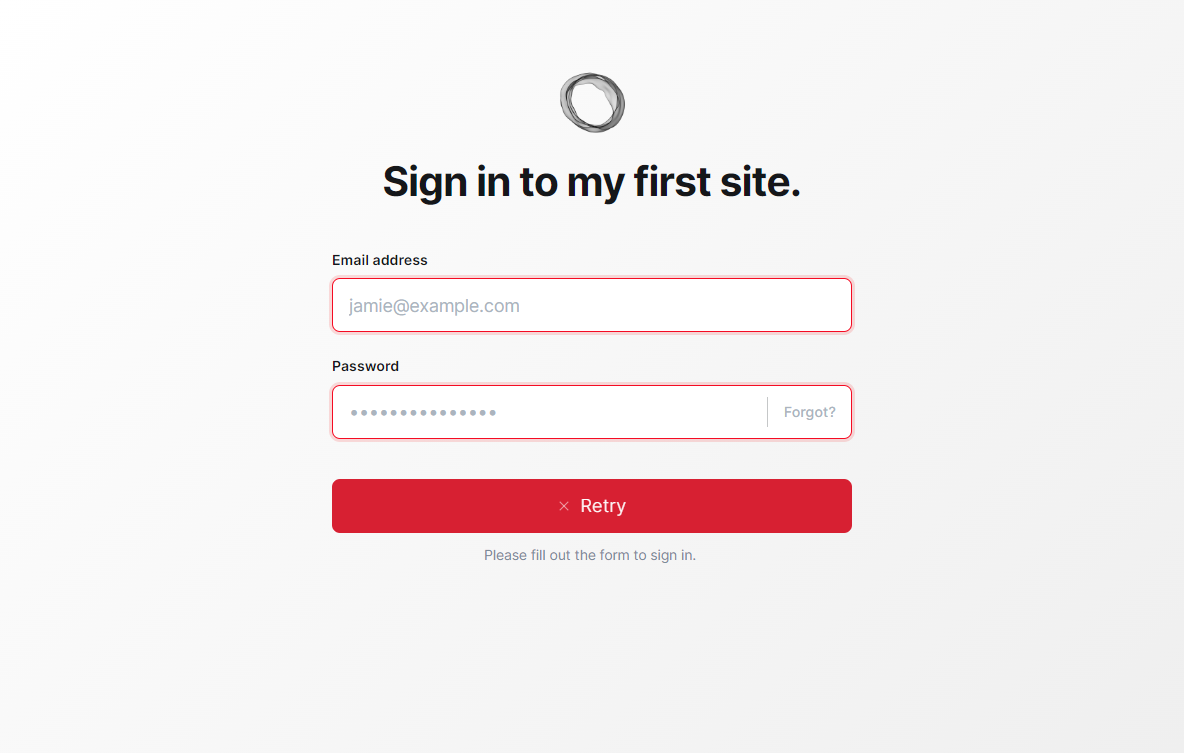 Sign in to my first site.
Email address
jamie@example.com
Password
•••••••••••••••
Forgot?
× Retry
Please fill out the form to sign in.